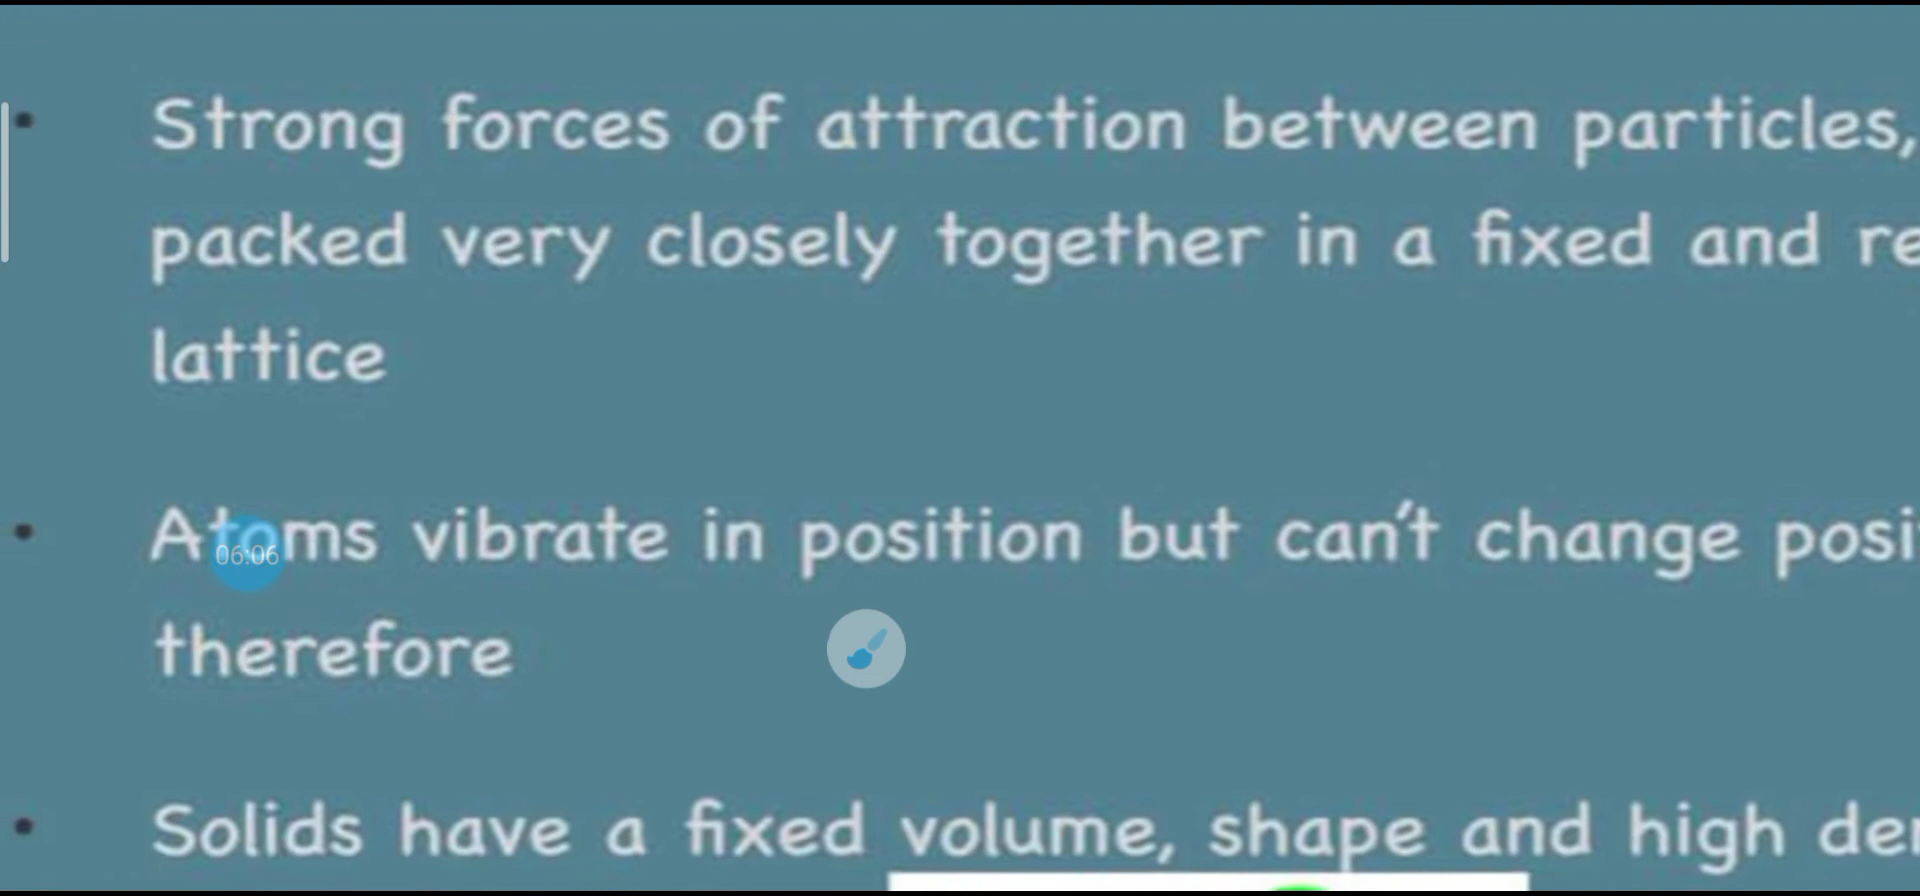 • Strong forces of attraction between particles,
packed very closely together in a fixed and
lattice
• Atoms vibrate in position but can't change
06:06
therefore
• Solids have a fixed volume, shape and high